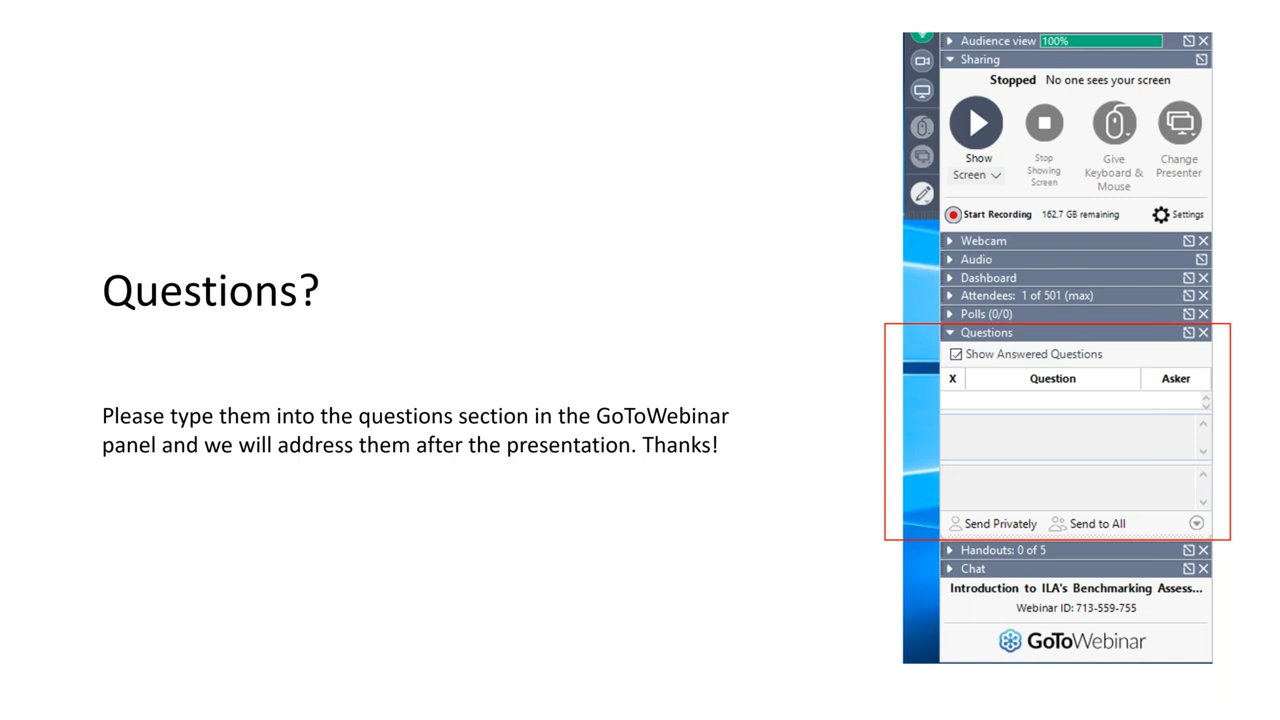 Questions?
Please type them into the questions section in the GoToWebinar
panel and we will address them after the presentation. Thanks!
Audience view 100%
Sharing
Stopped No one sees your screen
Show
Screen
Stop
Showing
Screen
Give
Keyboard &
Mouse
Change
Presenter
Start Recording 162,7 GB remaining Settings
Webcam
Audio
Dashboard
Attendees: 1 of 501 (max)
Polls (0/0)
Questions
Show Answered Questions
X Question Asker
Send Privately Send to All
Handouts: 0 of 5
Chat
Introduction to ILA's Benchmarking Assess...
Webinar ID: 713-559-755
GoToWebinar